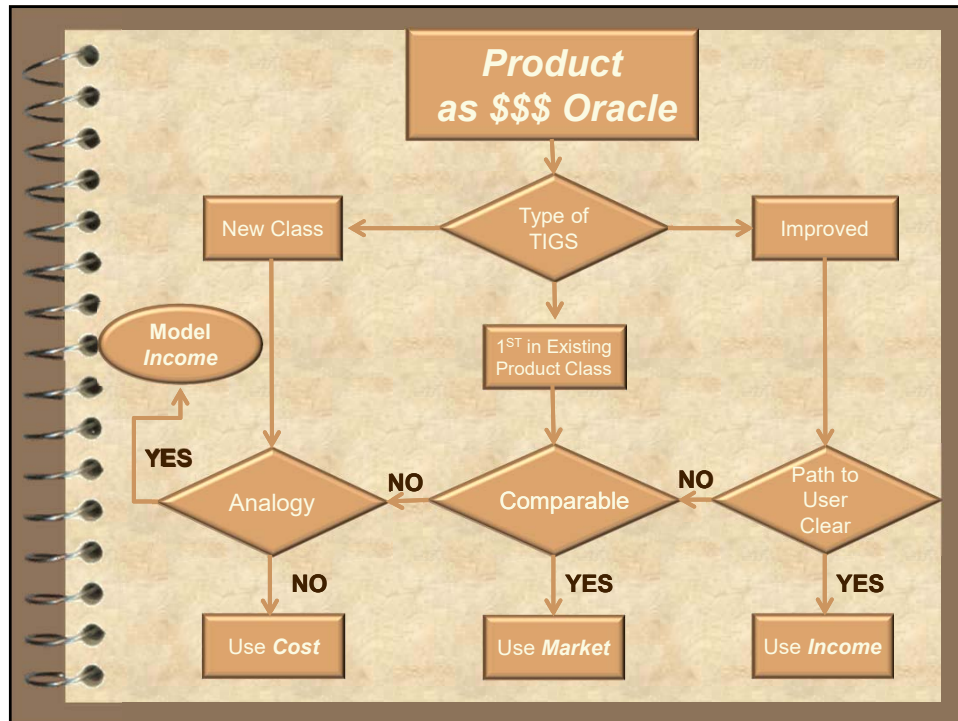 Product
as $$$ Oracle
New Class
Type of
TIGS
Improved
Model
Income
1ST in Existing
Product Class
YES
NO
NO
Analogy
Comparable
Path to
User
Clear
NO
YES
YES
Use Cost
Use Market
Use Income